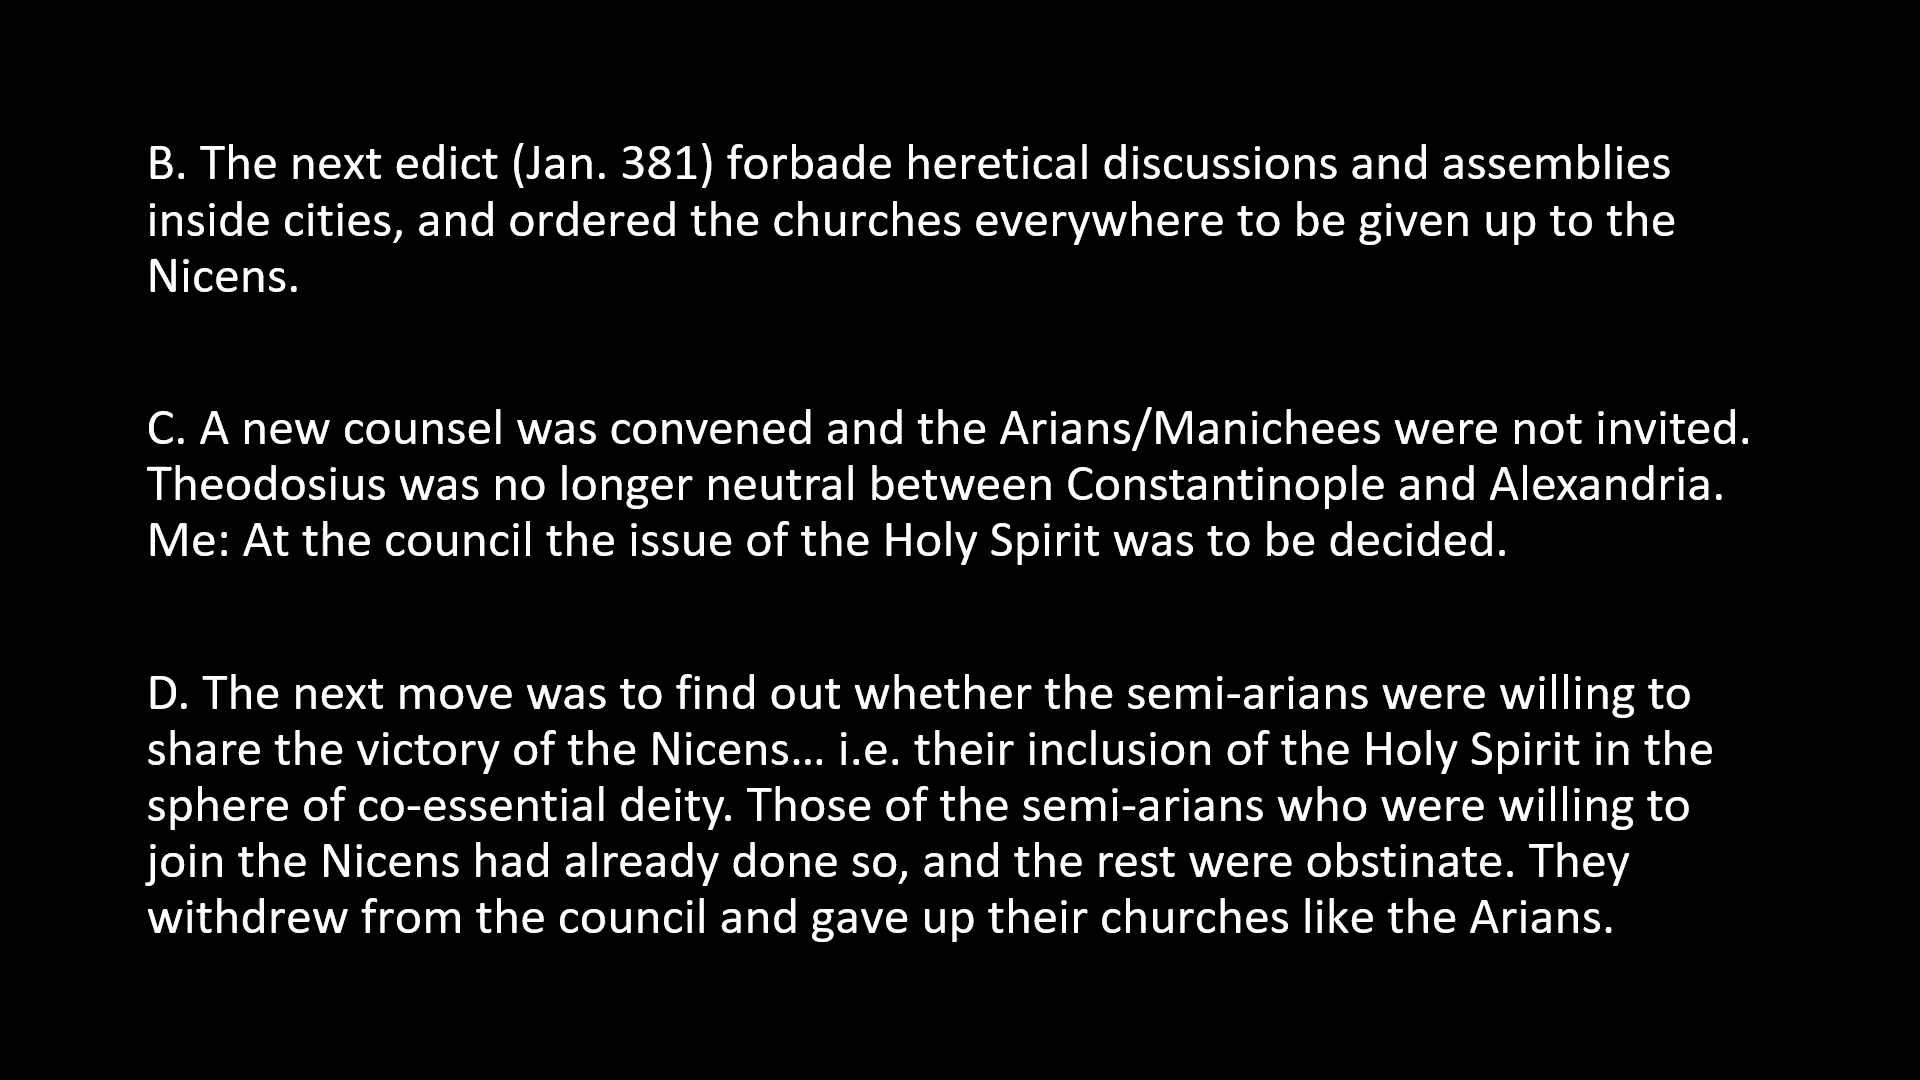 B. The next edict (Jan. 381) forbade heretical discussions and assemblies
inside cities, and ordered the churches everywhere to be given up to the
Nicens.
C. A new counsel was convened and the Arians/Manichees were not invited.
Theodosius was no longer neutral between Constantinople and Alexandria.
Me: At the council the issue of the Holy Spirit was to be decided.
D. The next move was to find out whether the semi-arians were willing to
share the victory of the Nicens... i.e. their inclusion of the Holy Spirit in the
sphere of co-essential deity. Those of the semi-arians who were willing to
join the Nicens had already done so, and the rest were obstinate. They
withdrew from the council and gave up their churches like the Arians.